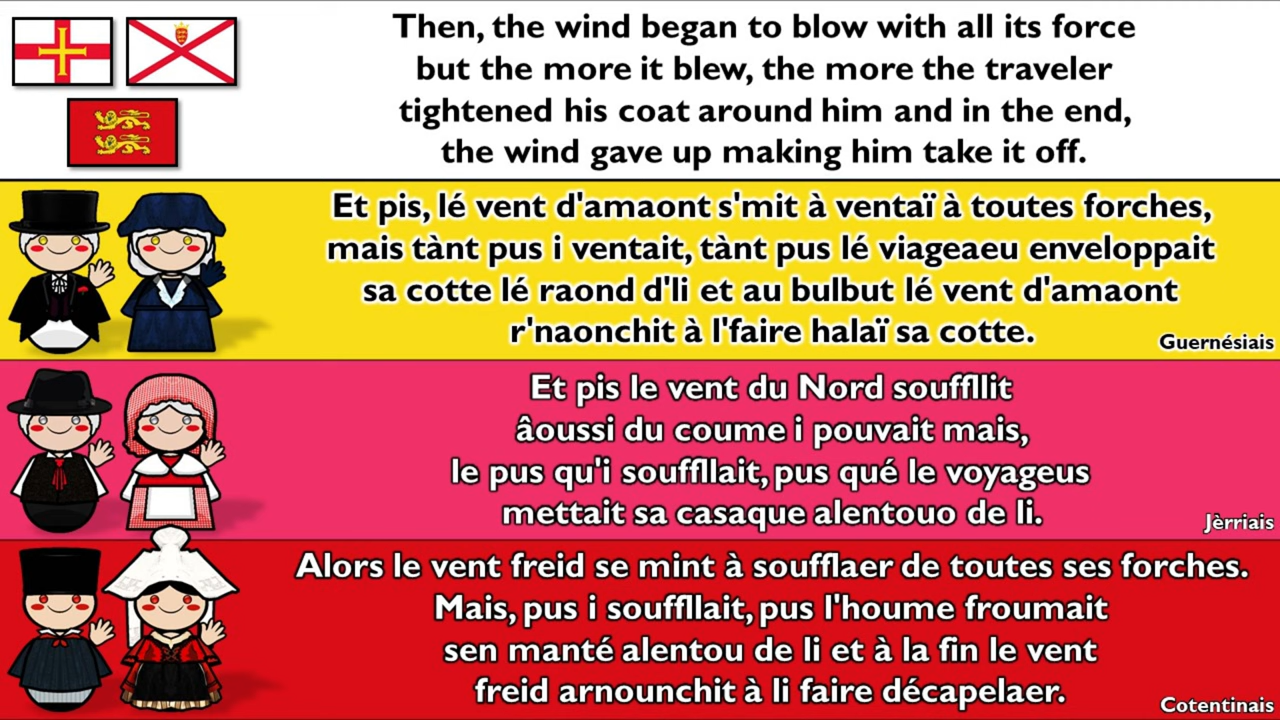 Then, the wind began to blow with all its force
but the more it blew, the more the traveler
tightened his coat around him and in the end,
the wind gave up making him take it off.
Et pis, lé vent d'amaont s'mit à ventaï à toutes forches,
mais tànt pus i ventait, tànt pus lé viageaeu enveloppait
sa cotte lé raond d'li et au bulbut lé vent d'amaont
r'naonchit à l'faire halaï sa cotte.
Guernésiais
Et pis le vent du Nord souffllit
âoussi du coume i pouvait mais,
le pus qu'i souffllait, pus qué le voyageus
mettait sa casaque alentouo de li.
Jèrriais
Alors le vent freid se mint à soufflaer de toutes ses forches.
Mais, pus i souffllait, pus l'houme froumait
sen manté alentou de li et à la fin le vent
freid arnounchit à li faire décapelaer.
Cotentinais